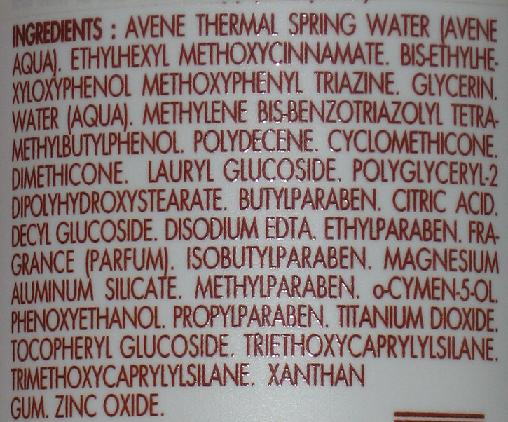 INGREDIENTS : AVENE THERMAL SPRING WATER (AVENE
AQUA). ETHYLHEXYL METHOXYCINNAMATE. BIS-ETHYLHE-
XYLOXYPHENOL METHOXYPHENYL TRIAZINE. GLYCERIN.
WATER (AQUA). METHYLENE BIS-BENZOTRIAZOLYL TETRA-
METHYLBUTYLPHENOL. POLYDECENE. CYCLOMETHICONE.
DIMETHICONE. LAURYL GLUCOSIDE. POLYGLYCERYL-2
DIPOLYHYDROXYSTEARATE. BUTYLPARABEN. CITRIC ACID.
DECYL GLUCOSIDE. DISODIUM EDTA. ETHYLPARABEN. FRA-
GRANCE (PARFUM). ISOBUTYLPARABEN. MAGNESIUM
ALUMINUM SILICATE. METHYLPARABEN. o-CYMEN-5-OL.
PHENOXYETHANOL. PROPYLPARABEN. TITANIUM DIOXIDE.
TOCOPHERYL GLUCOSIDE. TRIETHOXYCAPRYLYLSILANE.
TRIMETHOXYCAPRYLYLSILANE. XANTHAN
GUM. ZINC OXIDE.